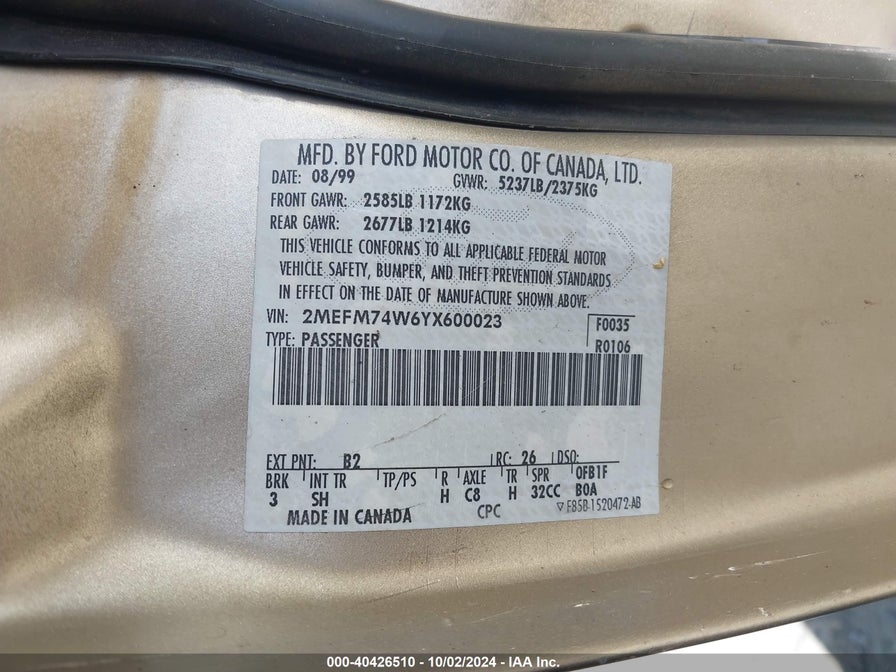 MFD. BY FORD MOTOR CO. OF CANADA, LTD.
DATE: 08/99 GVWR: 5237LB/2375KG
FRONT GAWR: 2585LB 1172KG
REAR GAWR: 2677LB 1214KG
THIS VEHICLE CONFORMS TO ALL APPLICABLE FEDERAL MOTOR
VEHICLE SAFETY, BUMPER, AND THEFT PREVENTION STANDARDS
IN EFFECT ON THE DATE OF MANUFACTURE SHOWN ABOVE.
VIN: 2MEFM74W6YX600023 F0035
TYPE: PASSENGER R0106
EXT PNT: B2 RC: 26 DSO:
BRK INT TR TP/PS R AXLE TR SPR 0FB1F
3 SH H C8 H 32CC B0A
MADE IN CANADA CPC ▽ F85B-1520472-AB
000-40426510 - 10/02/2024 - IAA Inc.